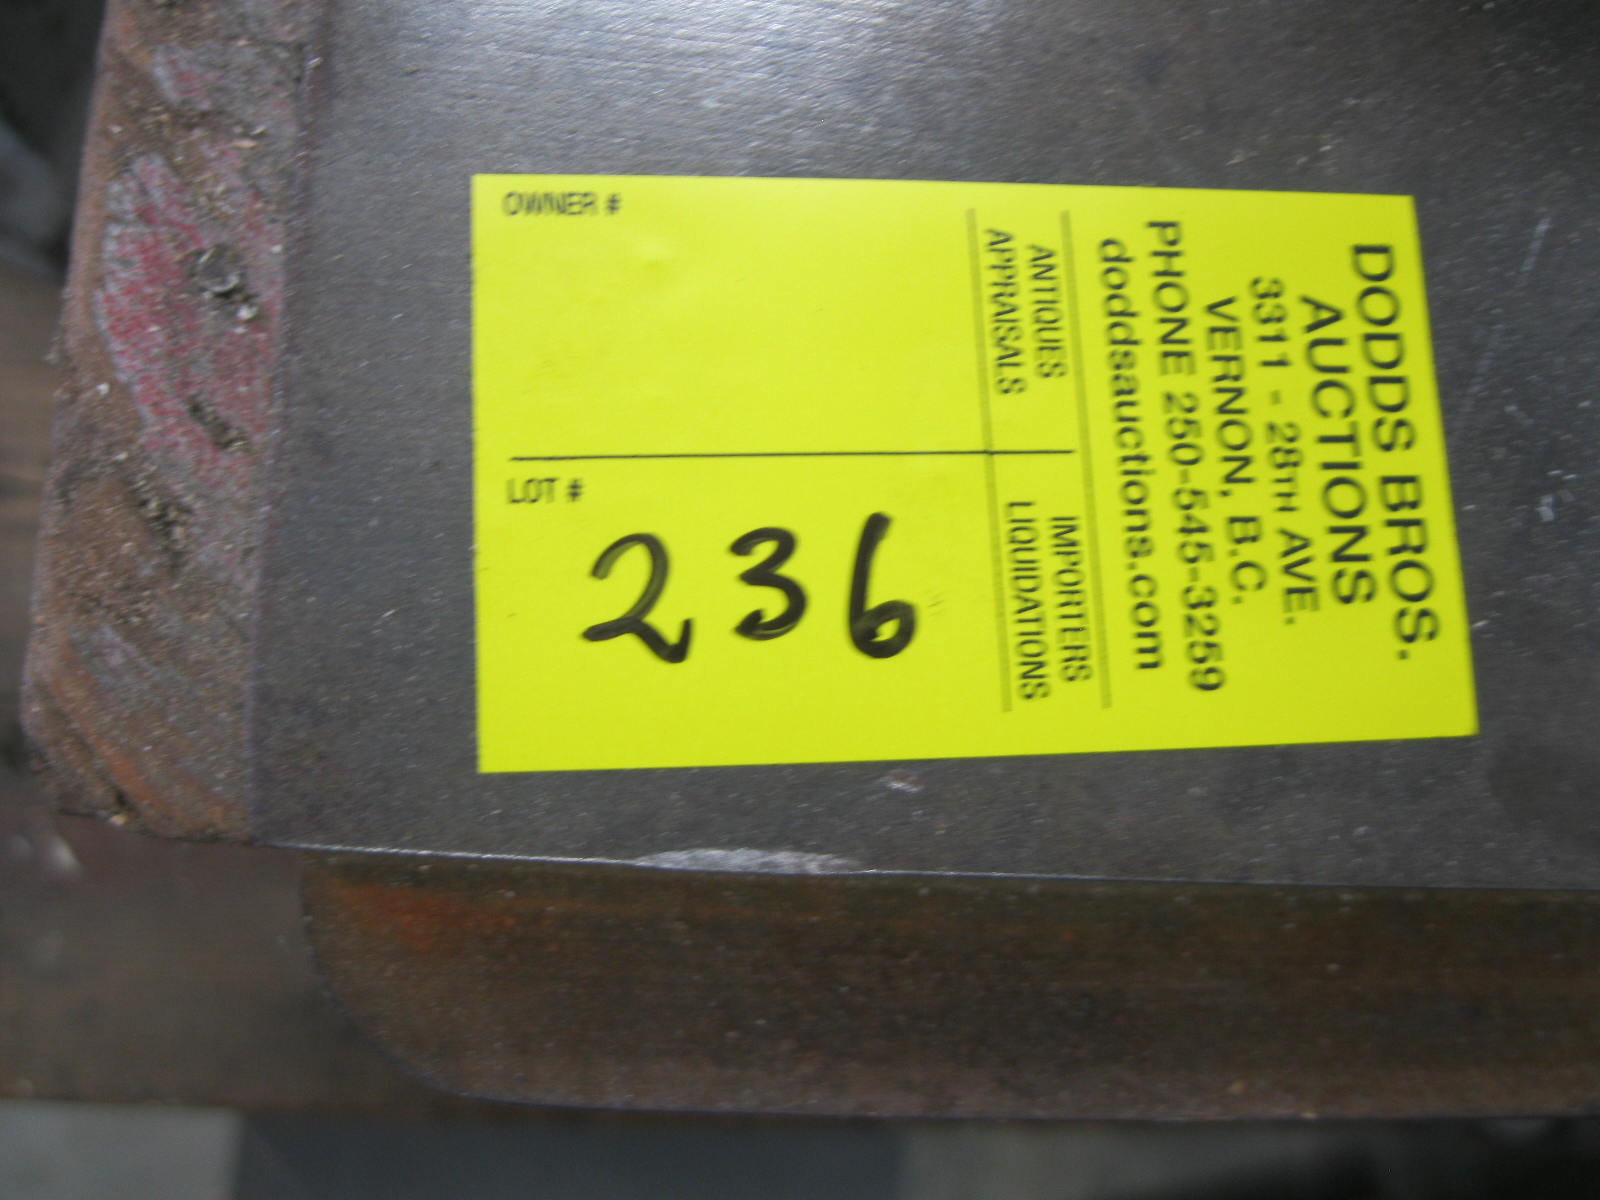 DODDS BROS.
AUCTIONS
3311 - 28TH AVE.
VERNON, B.C.
PHONE 250-545-3259
doddsauctions.com
ANTIQUES IMPORTERS
APPRAISALS LIQUIDATIONS
OWNER #
LOT #
236